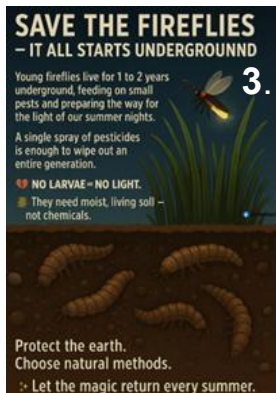 SAVE THE FIREFLIES
– IT ALL STARTS UNDERGROUNND
Young fireflies live for 1 to 2 years
underground, feeding on small
pests and preparing the way for
the light of our summer nights.
3.
A single spray of pesticides
is enough to wipe out an
entire generation.
💔 NO LARVAE – NO LIGHT.
They need moist, living soll –
not chemicals.
Protect the earth.
Choose natural methods.
Let the magic return every summer.